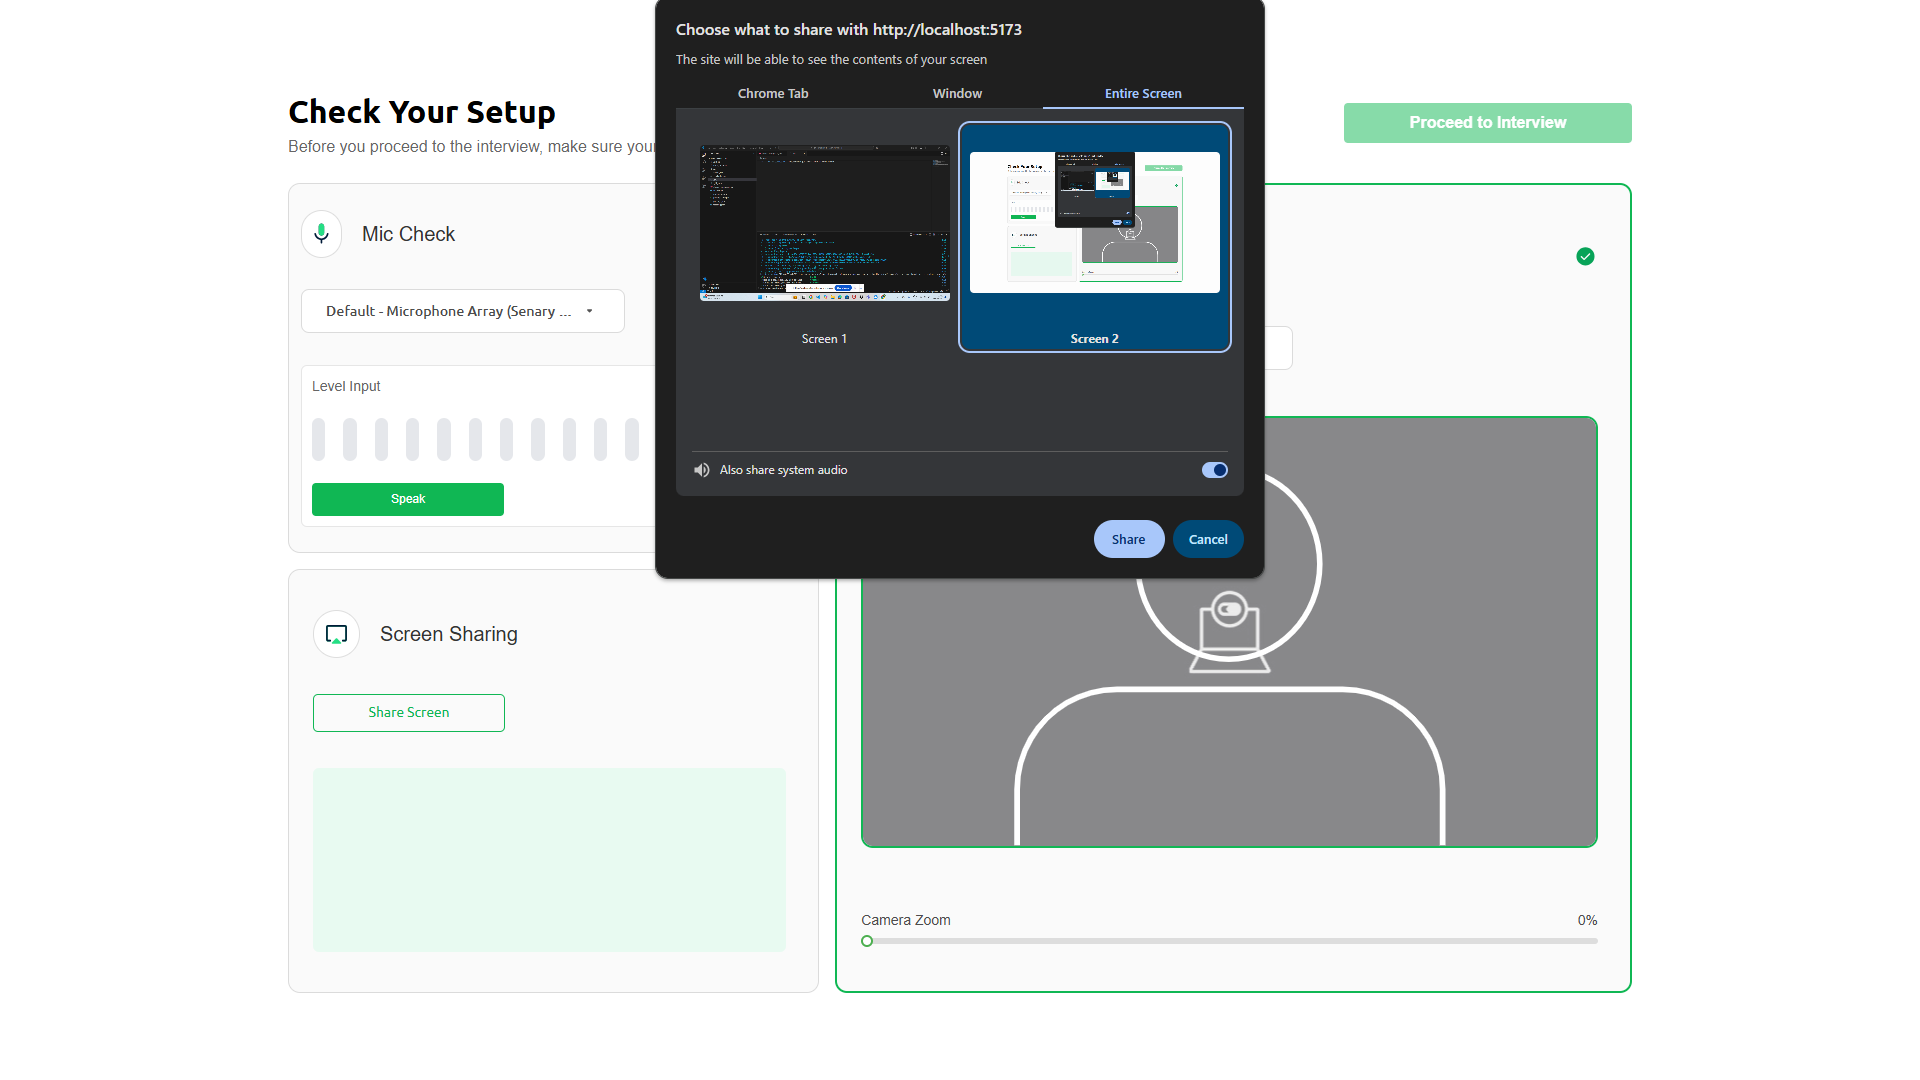 Choose what to share with http://localhost:5173
The site will be able to see the contents of your screen
Chrome Tab
Window
Entire Screen
Screen 1
Screen 2
Also share system audio
Share
Cancel
Check Your Setup
Before you proceed to the interview, make sure your
Proceed to Interview
Mic Check
Default - Microphone Array (Senary ...
Level Input
Speak
Screen Sharing
Share Screen
Camera Zoom
0%